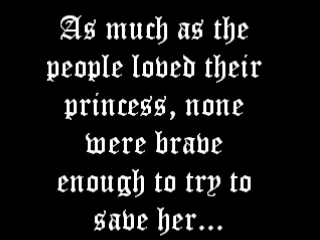 As much as the
people loved their
princess, none
were brave
enough to try to
save her...